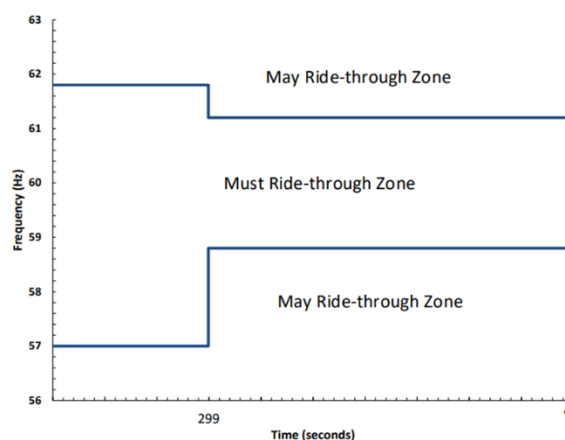 63
62
61
60
59
58
57
56
Frequency (Hz)
May Ride-through Zone
Must Ride-through Zone
May Ride-through Zone
299
Time (seconds)